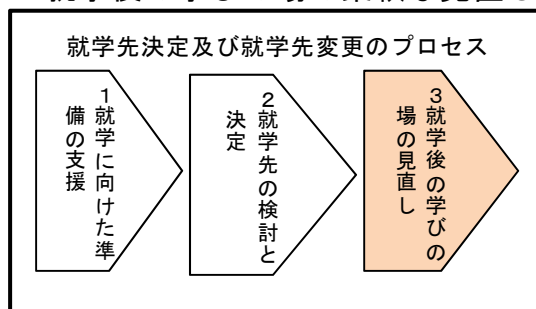 就学先決定及び就学先変更のプロセス
1就学に向けた準
備の支援
2就学先の検討と
決定
3就学後の学びの
場の見直し